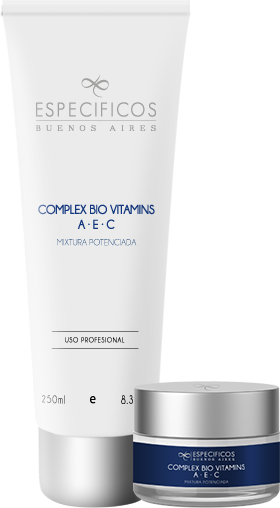 ESPECIFICOS
BUENOS AIRES
COMPLEX BIO VITAMINS
A · E · C
MIXTURA POTENCIADA
USO PROFESIONAL
250ml e 8.3
ESPECIFICOS
BUENOS AIRES
COMPLEX BIO VITAMINS
A · E · C
MIXTURA POTENCIADA